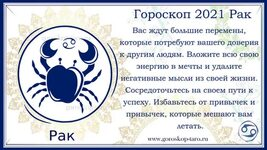 Гороскоп 2021 Рак
Вас ждут большие перемены,
которые потребуют вашего доверия
к другим людям. Вложите всю свою
энергию в мечты и удалите
негативные мысли из своей жизни.
Сосредоточьтесь на своем пути к
успеху. Избавьтесь от привычек и
привычек, которые мешают вам
летать.
www.goroskop-taro.ru
Рак